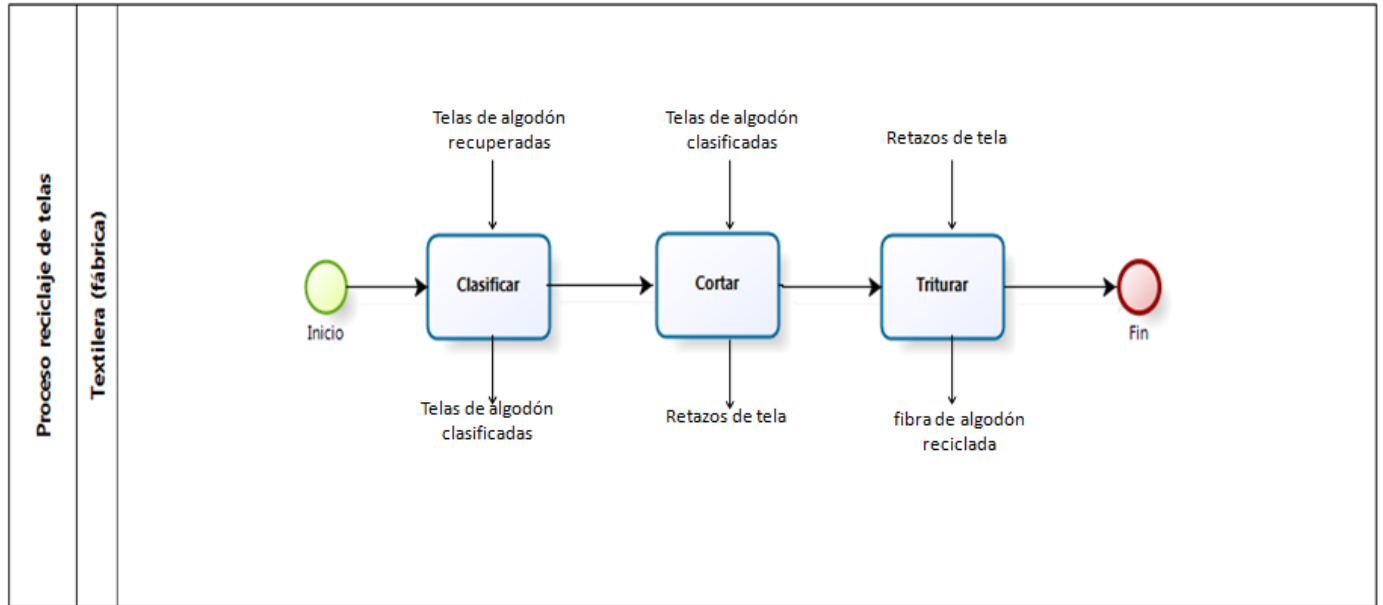 Proceso reciclaje de telas
Textilera (fábrica)
Telas de algodón
recuperadas
Telas de algodón
clasificadas
Retazos de tela
Inicio
Clasificar
Cortar
Triturar
Fin
Telas de algodón
clasificadas
Retazos de tela
fibra de algodón
reciclada